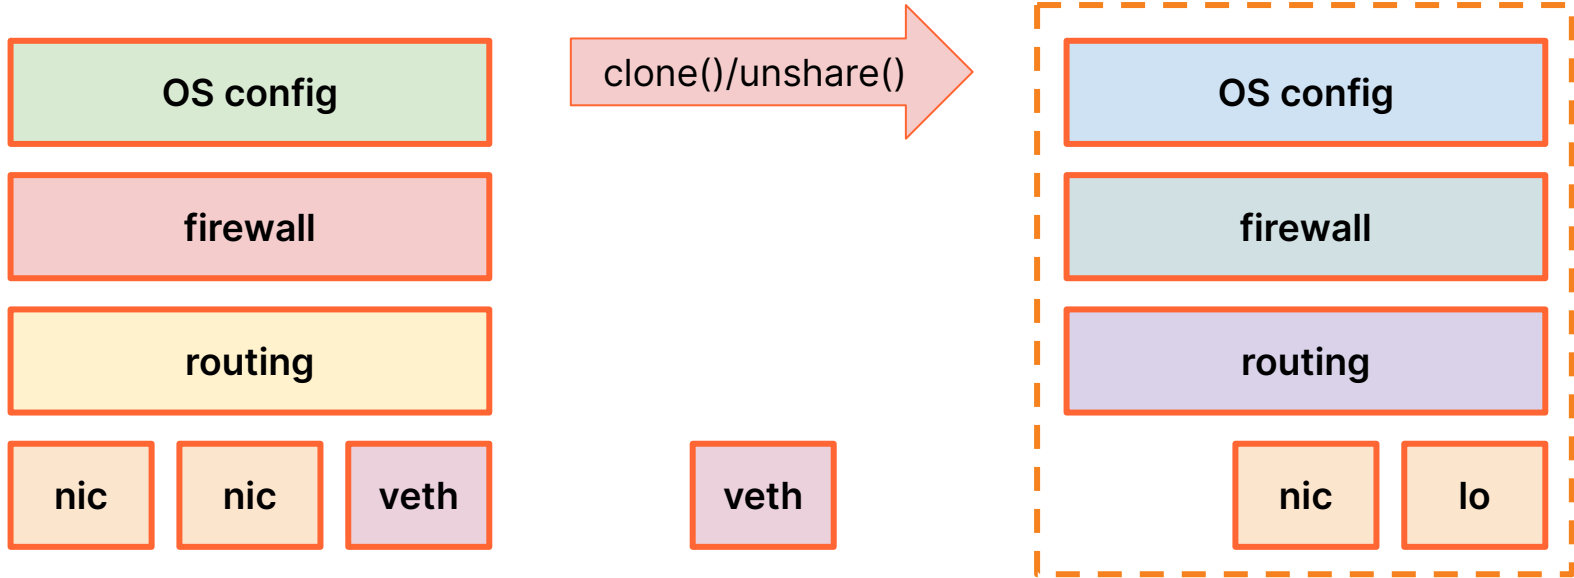 OS config
firewall
routing
nic nic veth
clone()/unshare()
veth
OS config
firewall
routing
nic lo